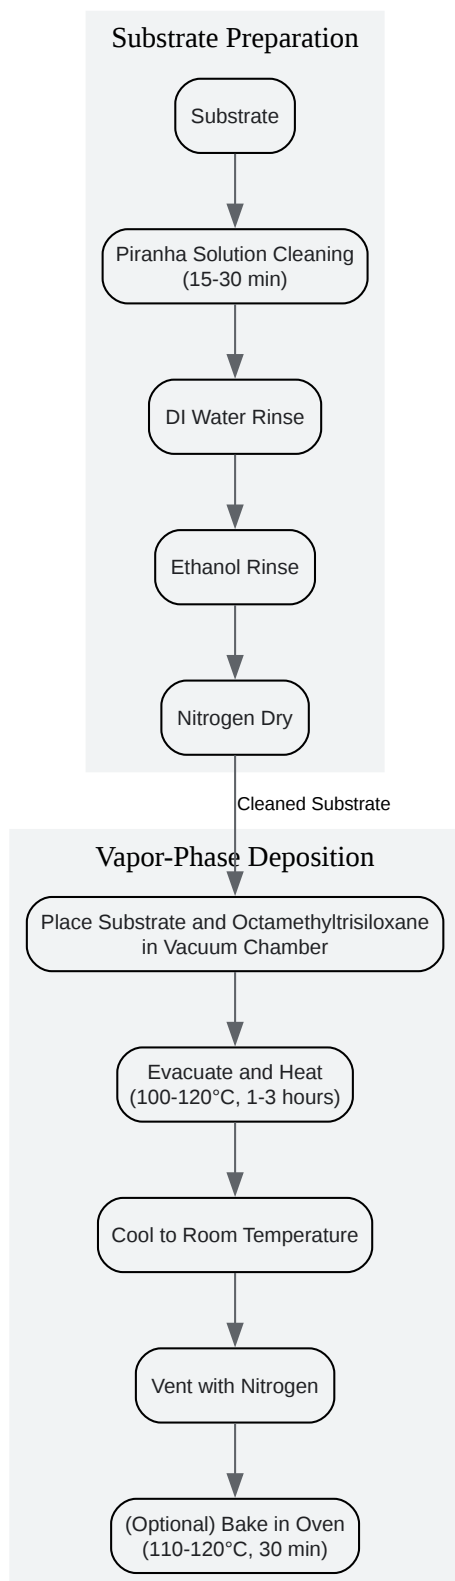 Substrate Preparation
Substrate
Piranha Solution Cleaning
(15-30 min)
DI Water Rinse
Ethanol Rinse
Nitrogen Dry
Cleaned Substrate
Vapor-Phase Deposition
Place Substrate and Octamethyltrisiloxane
in Vacuum Chamber
Evacuate and Heat
(100-120°C, 1-3 hours)
Cool to Room Temperature
Vent with Nitrogen
(Optional) Bake in Oven
(110-120°C, 30 min)